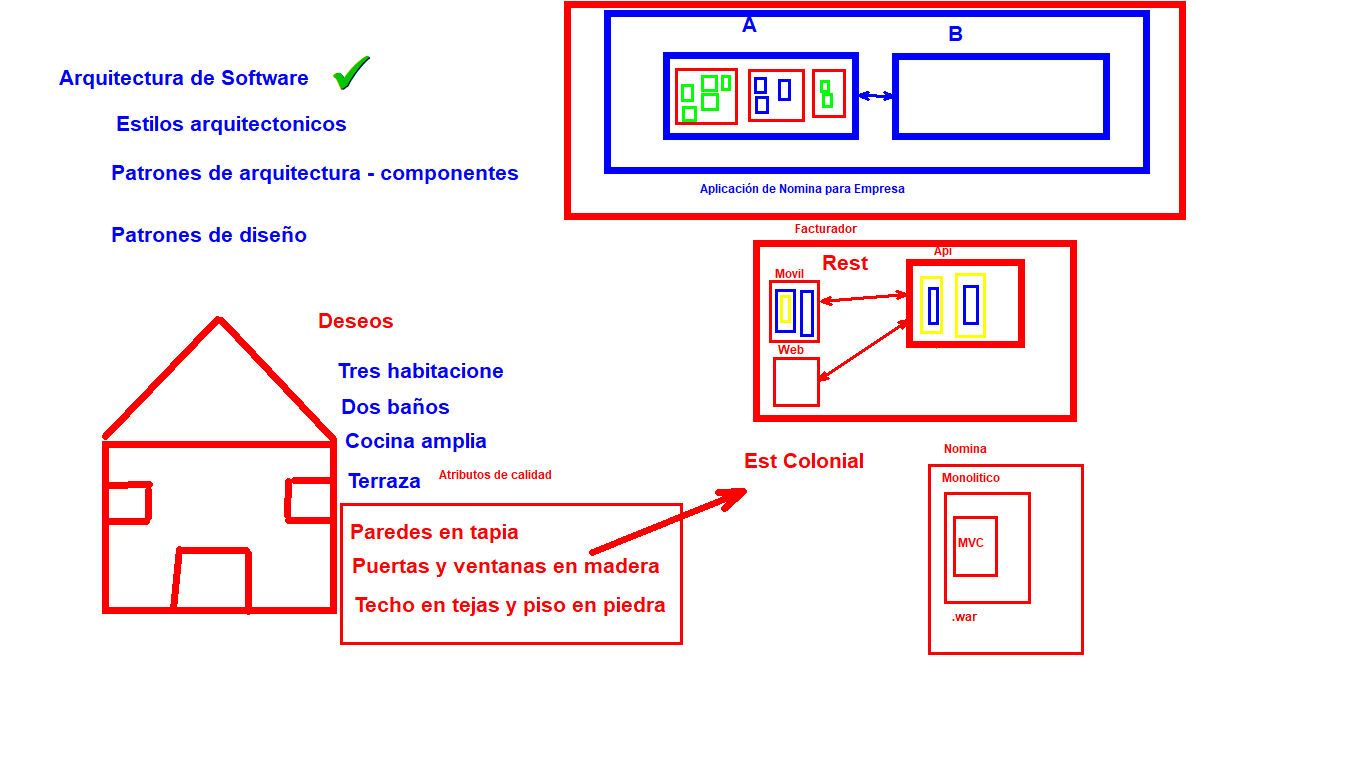 Arquitectura de Software
Estilos arquitectonicos
Patrones de arquitectura - componentes
Patrones de diseño
A
B
Aplicación de Nomina para Empresa
Facturador
Rest
Api
Movil
Web
Deseos
Tres habitacione
Dos baños
Cocina amplia
Terraza
Atributos de calidad
Paredes en tapia
Puertas y ventanas en madera
Techo en tejas y piso en piedra
Est Colonial
Nomina
Monolitico
MVC
.war